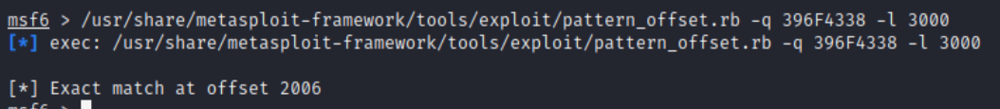 msf6 > /usr/share/metasploit-framework/tools/exploit/pattern_offset.rb -q 396F4338 -l 3000
[*] exec: /usr/share/metasploit-framework/tools/exploit/pattern_offset.rb -q 396F4338 -l 3000
[*] Exact match at offset 2006
msf6 >